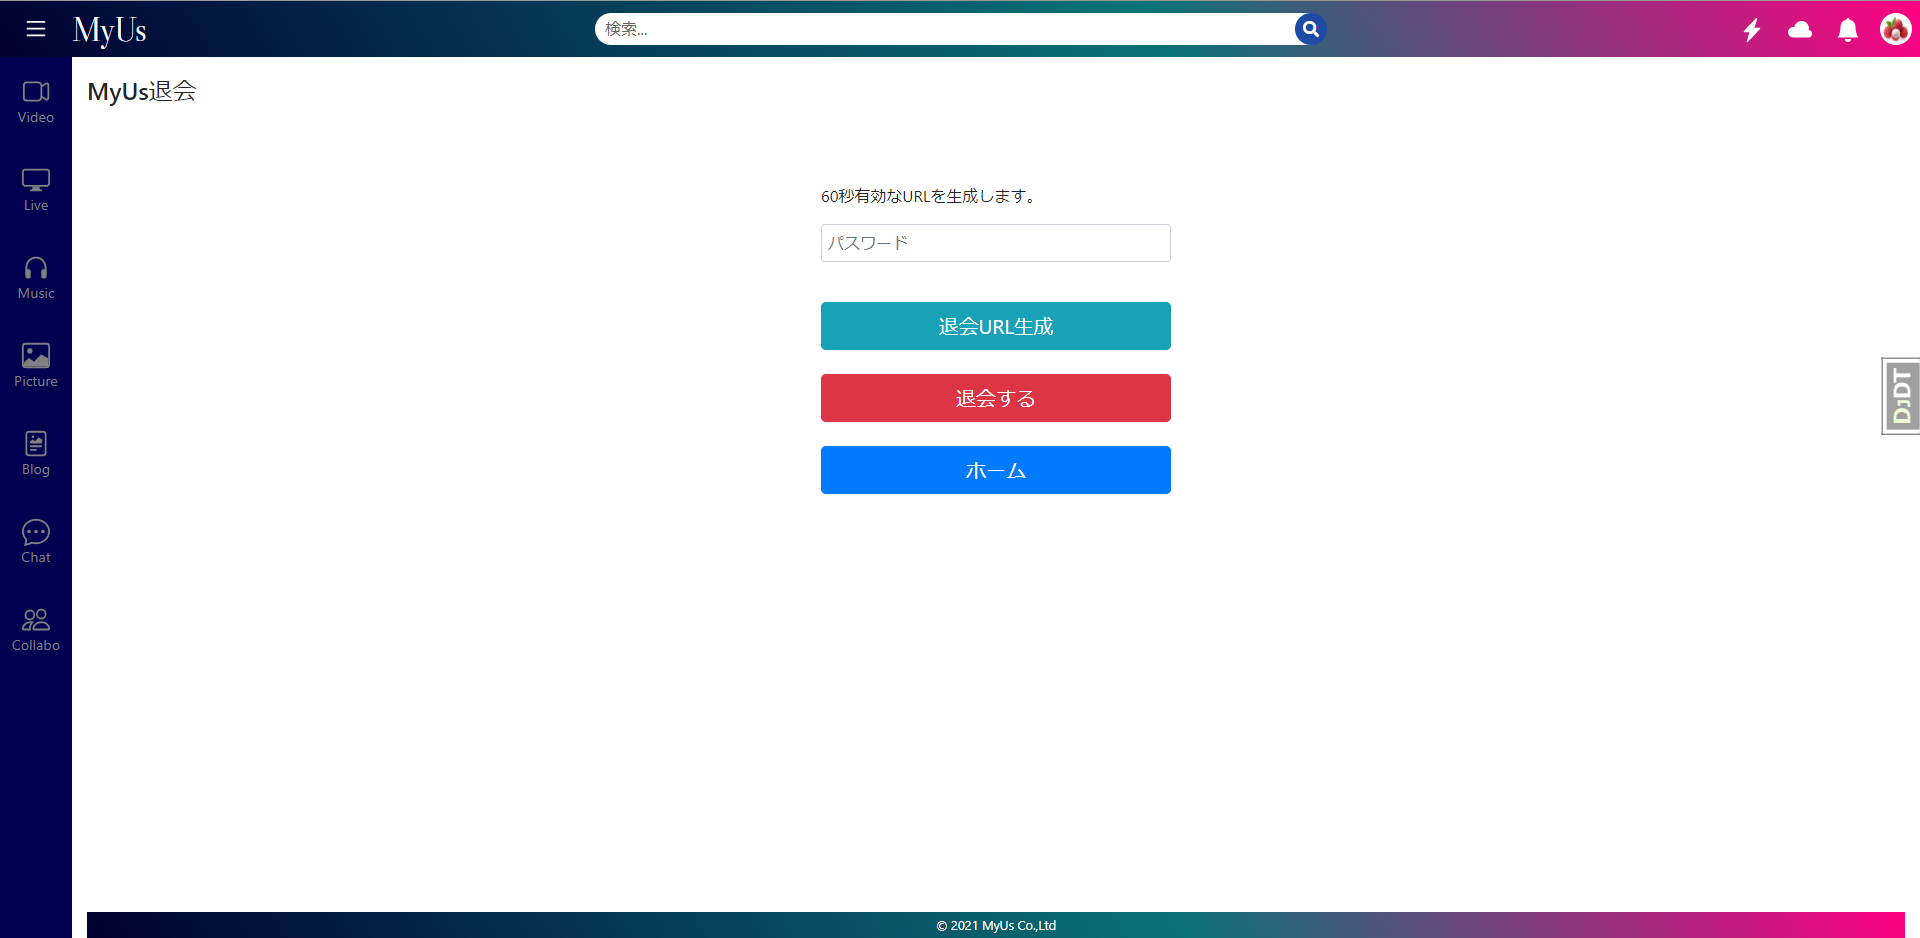 MyUs
検索...
Video
Live
Music
Picture
Blog
Chat
Collabo
MyUs退会
60秒有効なURLを生成します。
パスワード
退会URL生成
退会する
ホーム
DJDT
© 2021 MyUs Co.,Ltd